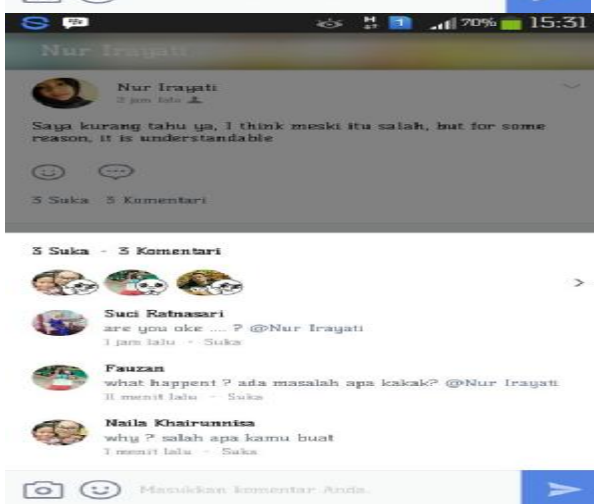 70% 15:31
Nur Irayati
Nur Irayati
2 jam lalu
Saya kurang tahu ya, I think meski itu salah, but for some
reason, it is understandable
3 Suka 3 Komentari
3 Suka - 3 Komentari
Suci Ratnasari
are you oke .... ? @Nur Irayati
1 jam lalu - Suka
Fauzan
what happent ? ada masalah apa kakak? @Nur Irayati
11 menit lalu - Suka
Naila Khairunnisa
why ? salah apa kamu buat
1 menit lalu - Suka
Masukkan komentar Anda.